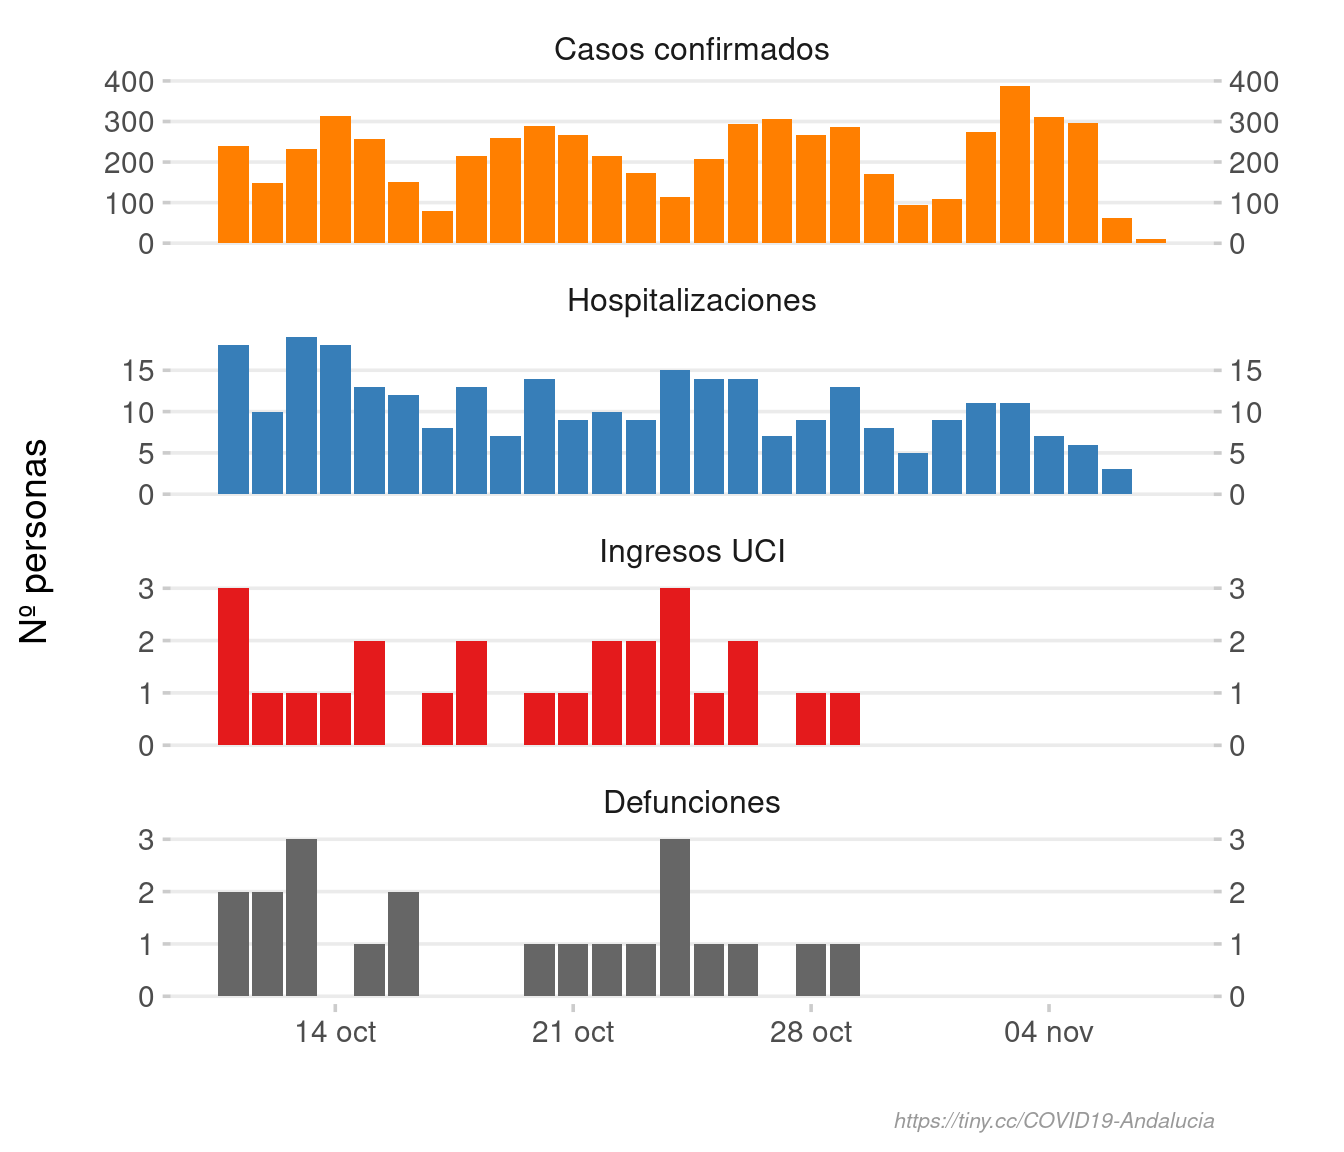 Casos confirmados
400 400
300 300
200 200
100 100
0 0
Hospitalizaciones
15 15
10 10
5 5
0 0
Nº personas
Ingresos UCI
3 3
2 2
1 1
0 0
Defunciones
3 3
2 2
1 1
0 0
14 oct 21 oct 28 oct 04 nov
https://tiny.cc/COVID19-Andalucia